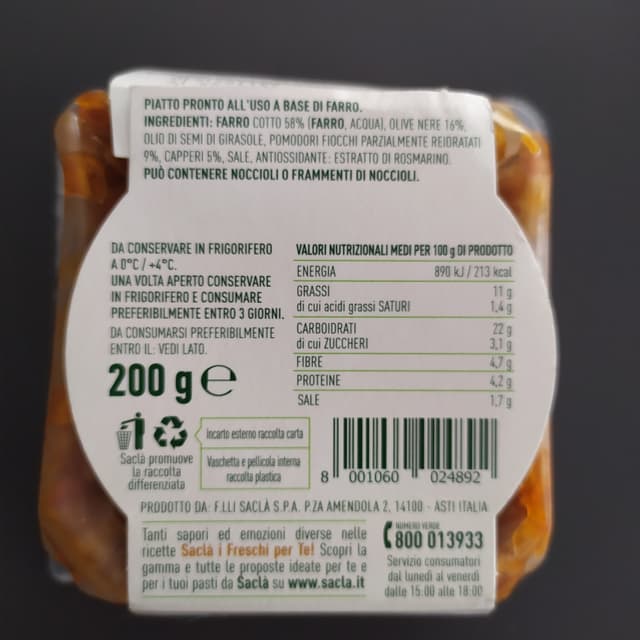 PIATTO PRONTO ALL'USO A BASE DI FARRO.
INGREDIENTI: FARRO COTTO 58% (FARRO, ACQUA), OLIVE NERE 16%,
OLIO DI SEMI DI GIRASOLE, POMODORI FIOCCHI PARZIALMENTE REIDRATATI
9%, CAPPERI 5%, SALE, ANTIOSSIDANTE: ESTRATTO DI ROSMARINO.
PUÒ CONTENERE NOCCIOLI O FRAMMENTI DI NOCCIOLI.
DA CONSERVARE IN FRIGORIFERO
A 0°C / +4°C.
UNA VOLTA APERTO CONSERVARE
IN FRIGORIFERO E CONSUMARE
PREFERIBILMENTE ENTRO 3 GIORNI.
DA CONSUMARSI PREFERIBILMENTE
ENTRO IL: VEDI LATO.
200 g e
VALORI NUTRIZIONALI MEDI PER 100 g DI PRODOTTO
ENERGIA 890 kJ / 213 kcal
GRASSI 11 g
di cui acidi grassi SATURI 1,4 g
CARBOIDRATI 22 g
di cui ZUCCHERI 3,1 g
FIBRE 4,7 g
PROTEINE 4,2 g
SALE 1,7 g
Saclà promuove
la raccolta
differenziata
Incarto esterno raccolta carta
Vaschetta e pellicola interna
raccolta plastica
8 001060 024892
PRODOTTO DA: F.LLI SACLÀ S.P.A. P.ZA AMENDOLA 2, 14100 - ASTI ITALIA
Tanti sapori ed emozioni diverse nelle
ricette Saclà i Freschi per Te! Scopri la
gamma e tutte le proposte ideate per te e
per i tuoi pasti da Saclà su www.sacla.it
NUMERO VERDE
800 013933
Servizio consumatori
dal lunedì al venerdì
dalle 15:00 alle 18:00